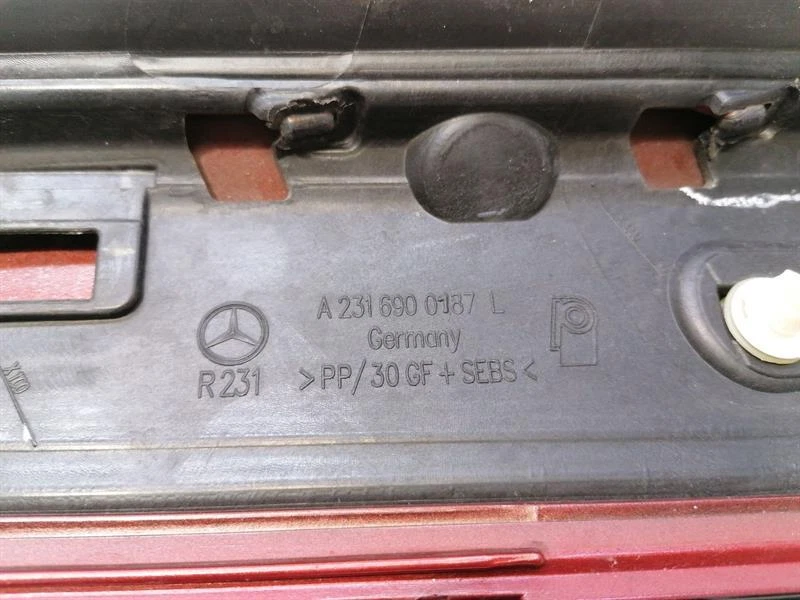 A 231 690 0187 L
Germany
R231 >PP/30 GF + SEBS<